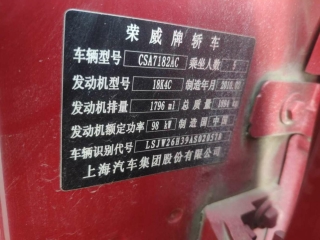 荣威牌轿车
车辆型号 CSA7182AC 乘坐人数 5
发动机型号 18K4C 制造年月
发动机排量 1796 ml 总质量 kg
发动机额定功率 98 kW 制造国 中国
车辆识别代号
上海汽车集团股份有限公司